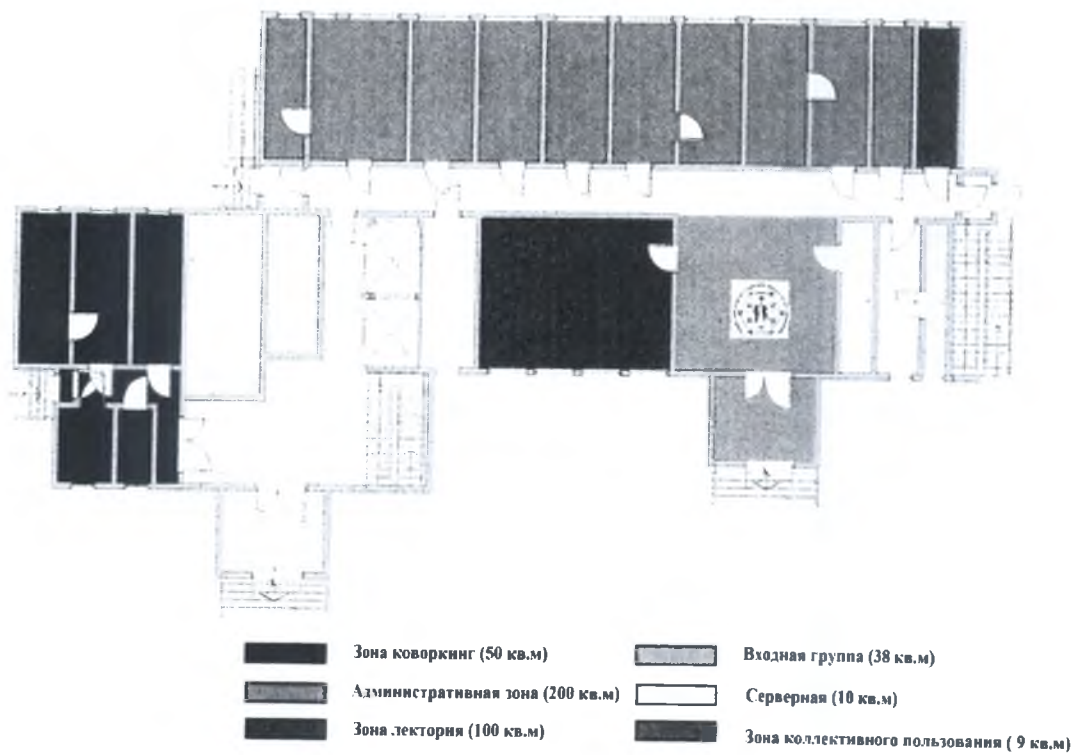 Зона коворкинг (50 кв.м)
Административная зона (200 кв.м)
Зона лектория (100 кв.м)
Входная группа (38 кв.м)
Серверная (10 кв.м)
Зона коллективного пользования ( 9 кв.м)